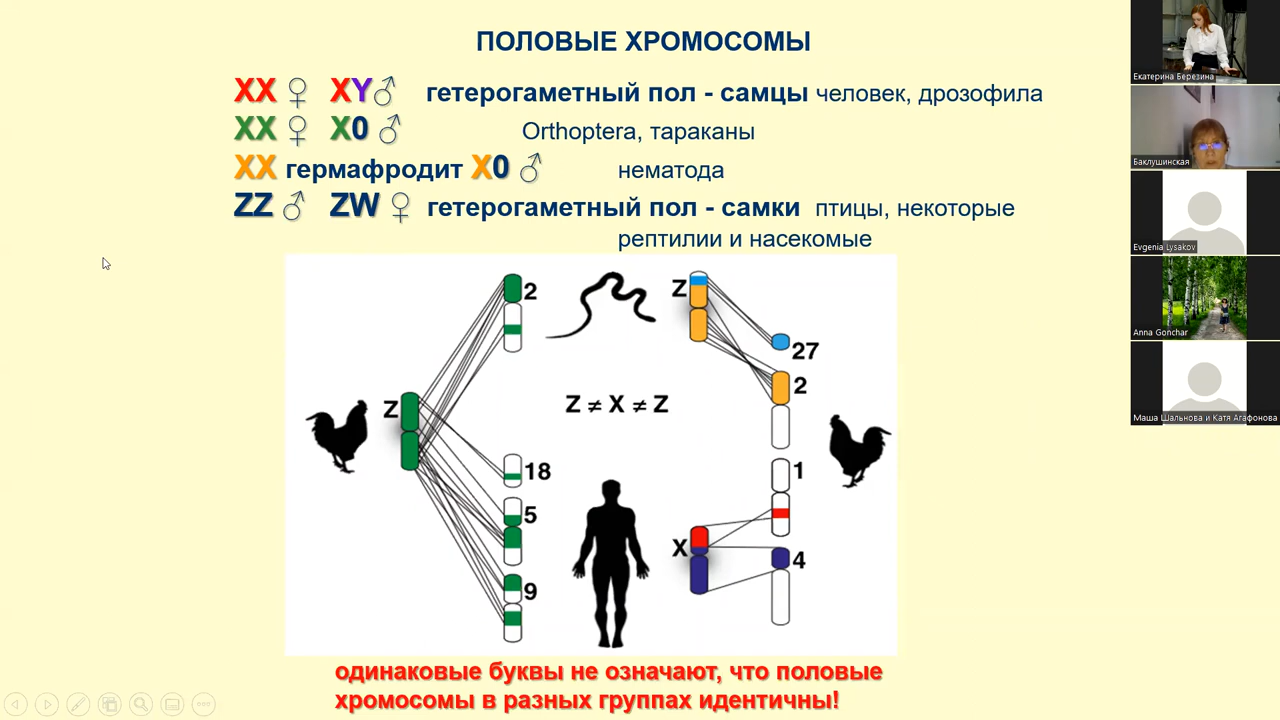 ПОЛОВЫЕ ХРОМОСОМЫ
XX ♀ XY ♂ гетерогаметный пол - самцы человек, дрозофила
XX ♀ X0 ♂ Orthoptera, тараканы
XX гермафродит X0 ♂ нематода
ZZ ♂ ZW ♀ гетерогаметный пол - самки птицы, некоторые
рептилии и насекомые
2
Z
27
2
Z
Z ≠ X ≠ Z
18
1
5
X
4
9
одинаковые буквы не означают, что половые
хромосомы в разных группах идентичны!
Екатерина Березина
Баклушинская
Evgenia Lysakov
Anna Gonchar
Маша Шальнова и Катя Агафонова